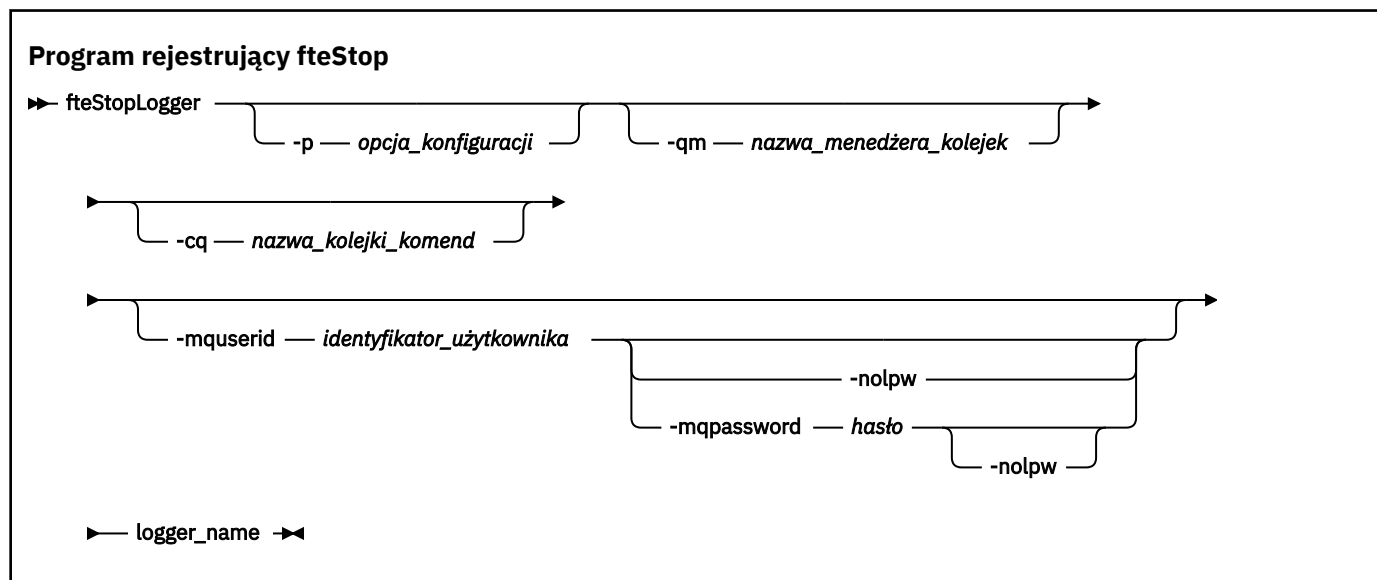 Program rejestrujący fteStop
fteStopLogger
-p opcja_konfiguracji -qm nazwa_menedżera_kolejek
-cq nazwa_kolejki_komend
-mquserid identyfikator_użytkownika
-nolpw
-mqpassword hasło
-nolpw
logger_name